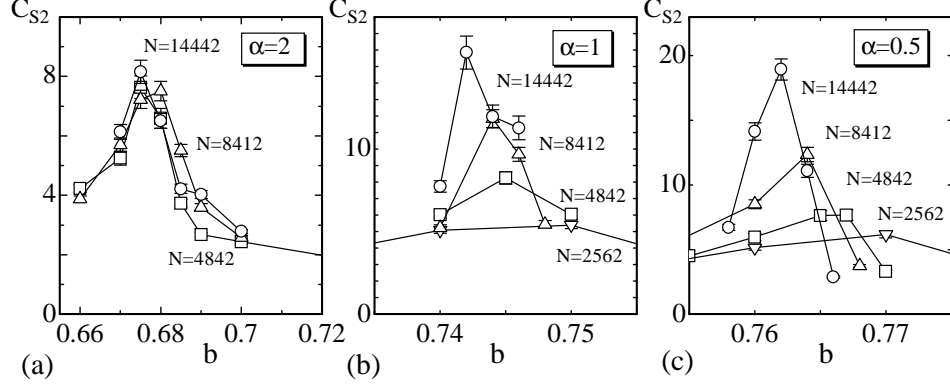 C_S2
α=2
N=14442
N=8412
N=4842
8
4
0
0.66
0.68
0.7
0.72
b
(a)
C_S2
α=1
N=14442
N=8412
N=4842
N=2562
10
0
0.74
0.75
b
(b)
C_S2
α=0.5
N=14442
N=8412
N=4842
N=2562
20
10
0
0.76
0.77
b
(c)